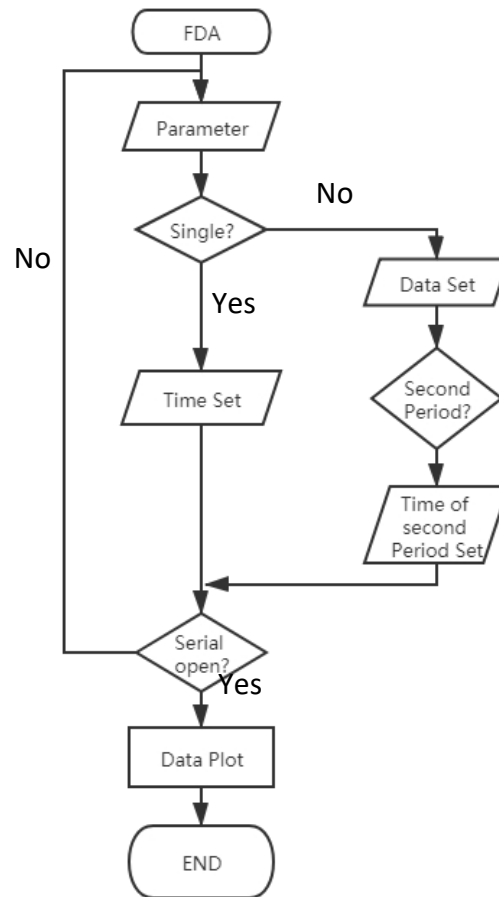 FDA
Parameter
No
Single?
No
Data Set
Yes
Second
Period?
Time Set
Time of
second
Period Set
Serial
open?
Yes
Data Plot
END